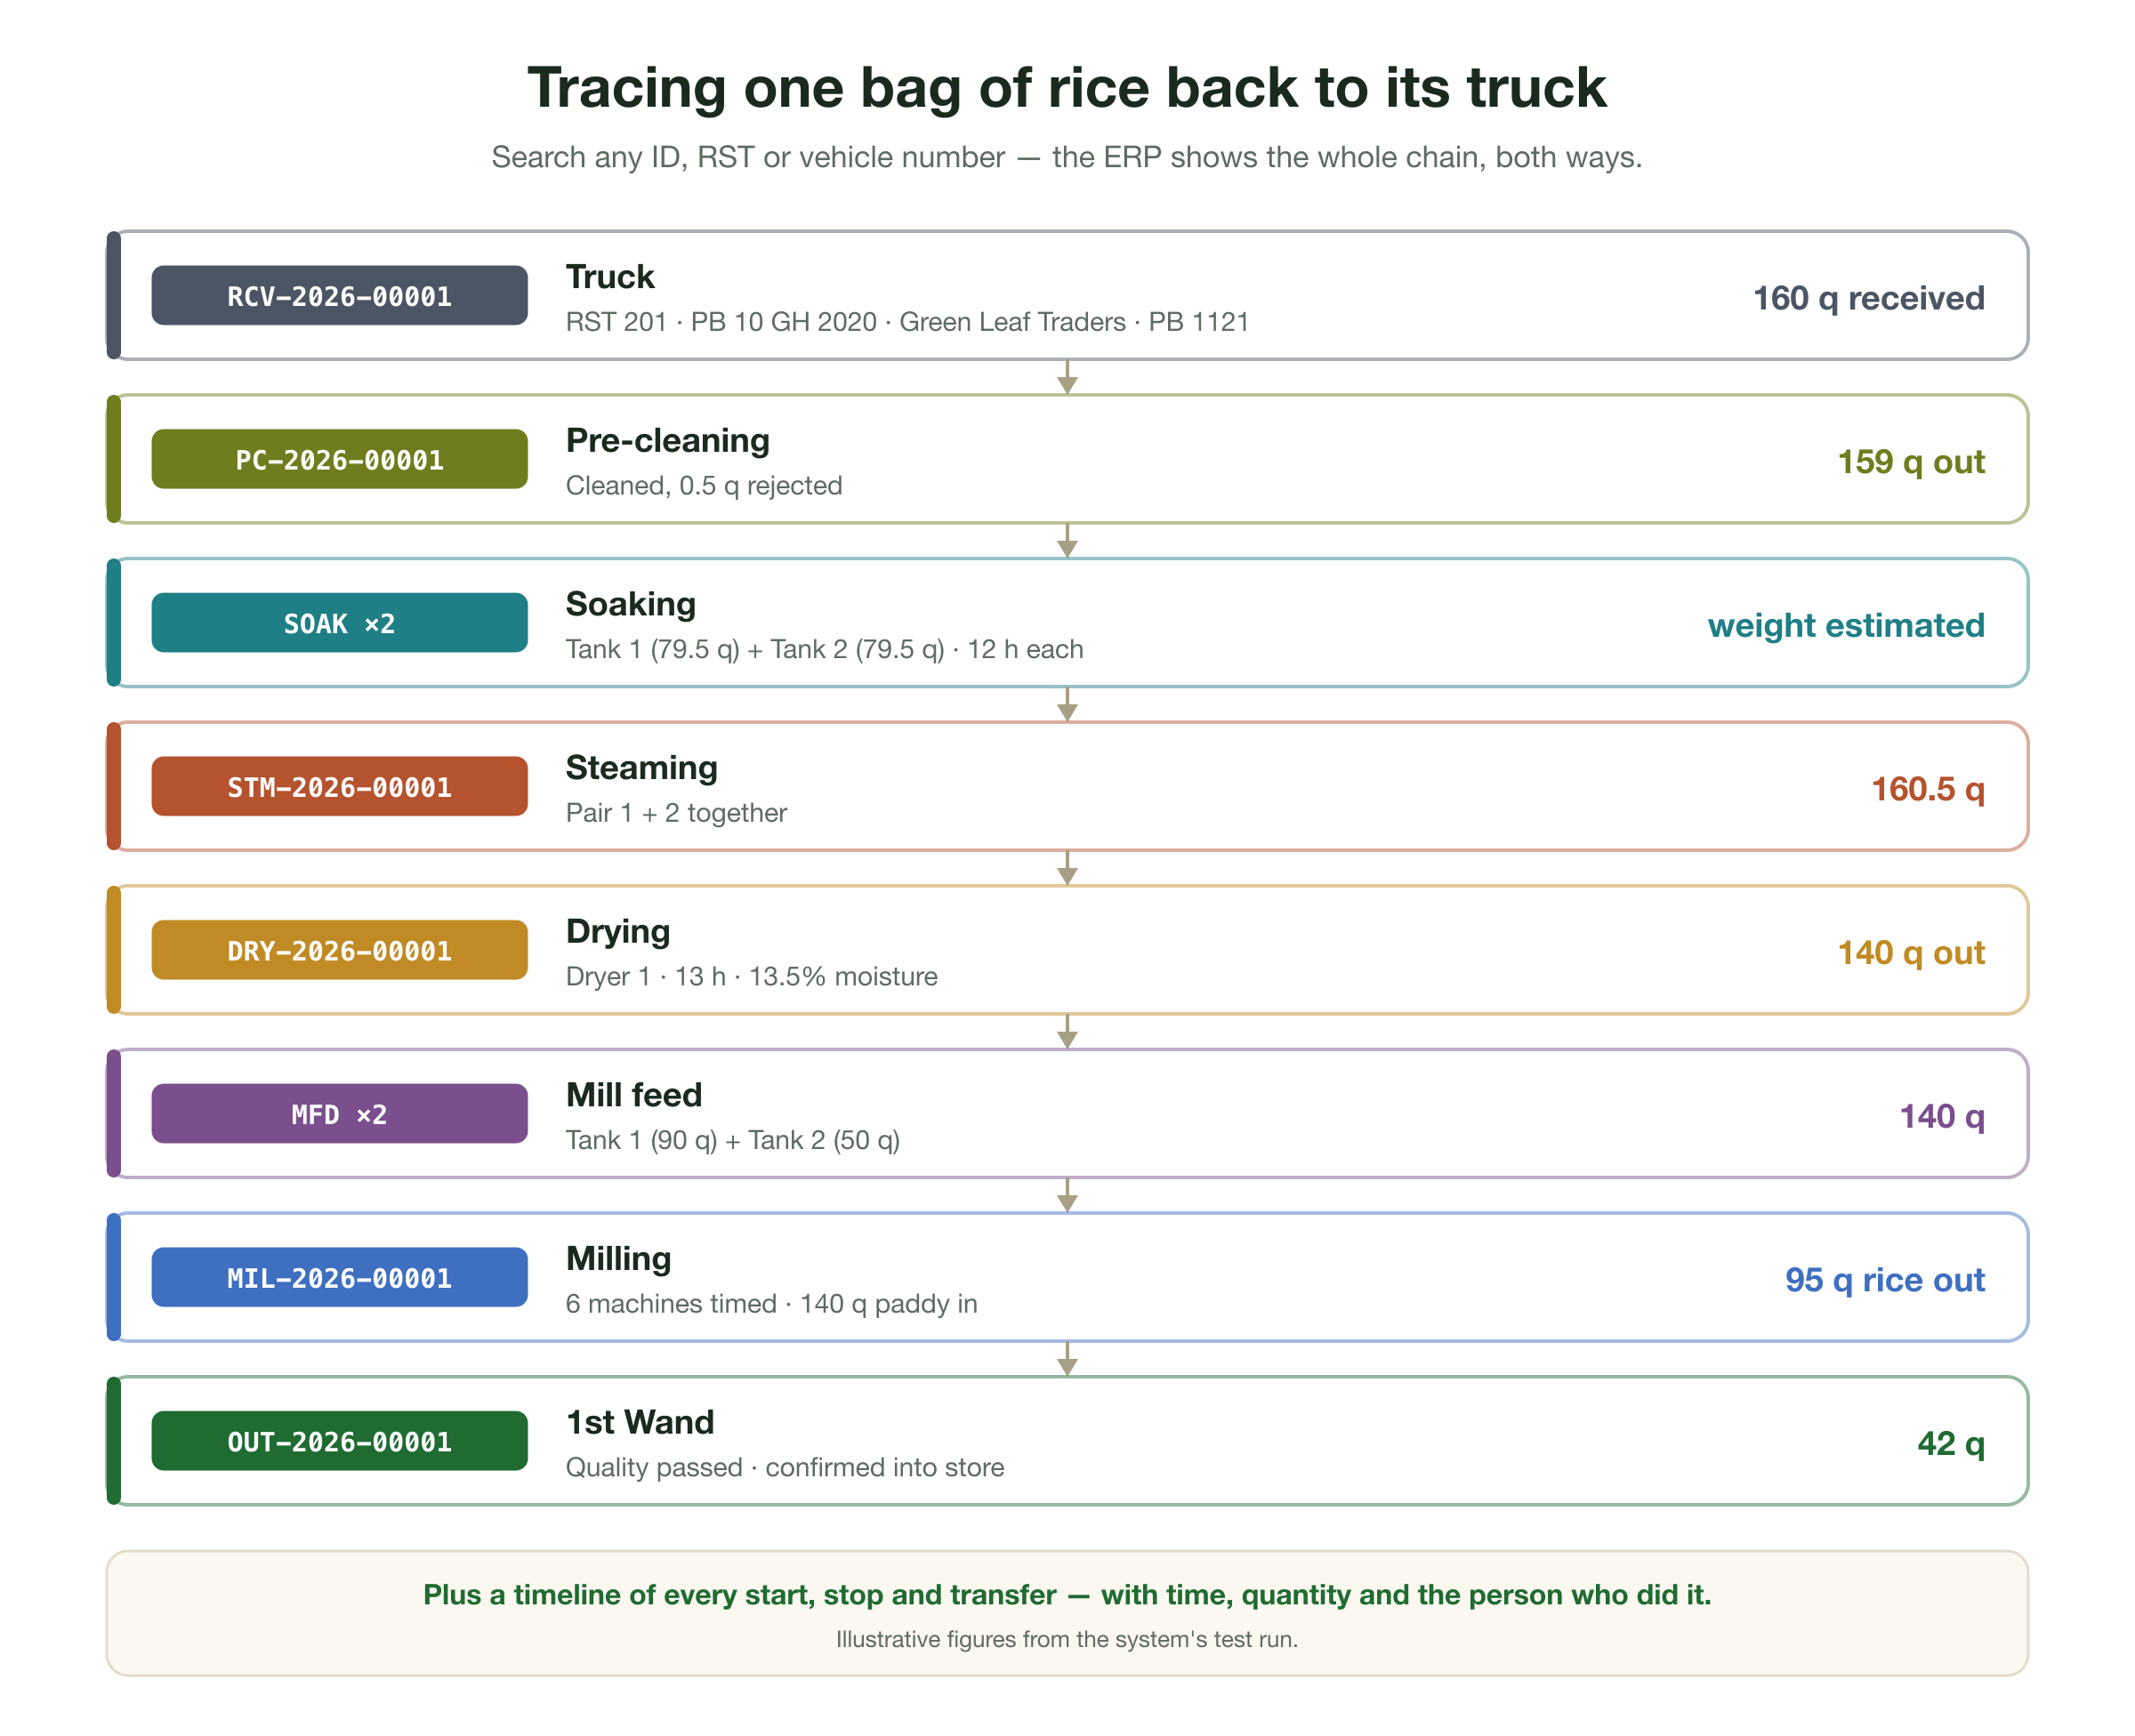 Tracing one bag of rice back to its truck
Search any ID, RST or vehicle number — the ERP shows the whole chain, both ways.
RCV–2026–00001
Truck
RST 201 · PB 10 GH 2020 · Green Leaf Traders · PB 1121
160 q received
PC–2026–00001
Pre-cleaning
Cleaned, 0.5 q rejected
159 q out
SOAK ×2
Soaking
Tank 1 (79.5 q) + Tank 2 (79.5 q) · 12 h each
weight estimated
STM–2026–00001
Steaming
Pair 1 + 2 together
160.5 q
DRY–2026–00001
Drying
Dryer 1 · 13 h · 13.5% moisture
140 q out
MFD ×2
Mill feed
Tank 1 (90 q) + Tank 2 (50 q)
140 q
MIL–2026–00001
Milling
6 machines timed · 140 q paddy in
95 q rice out
OUT–2026–00001
1st Wand
Quality passed · confirmed into store
42 q
Plus a timeline of every start, stop and transfer — with time, quantity and the person who did it.
Illustrative figures from the system's test run.